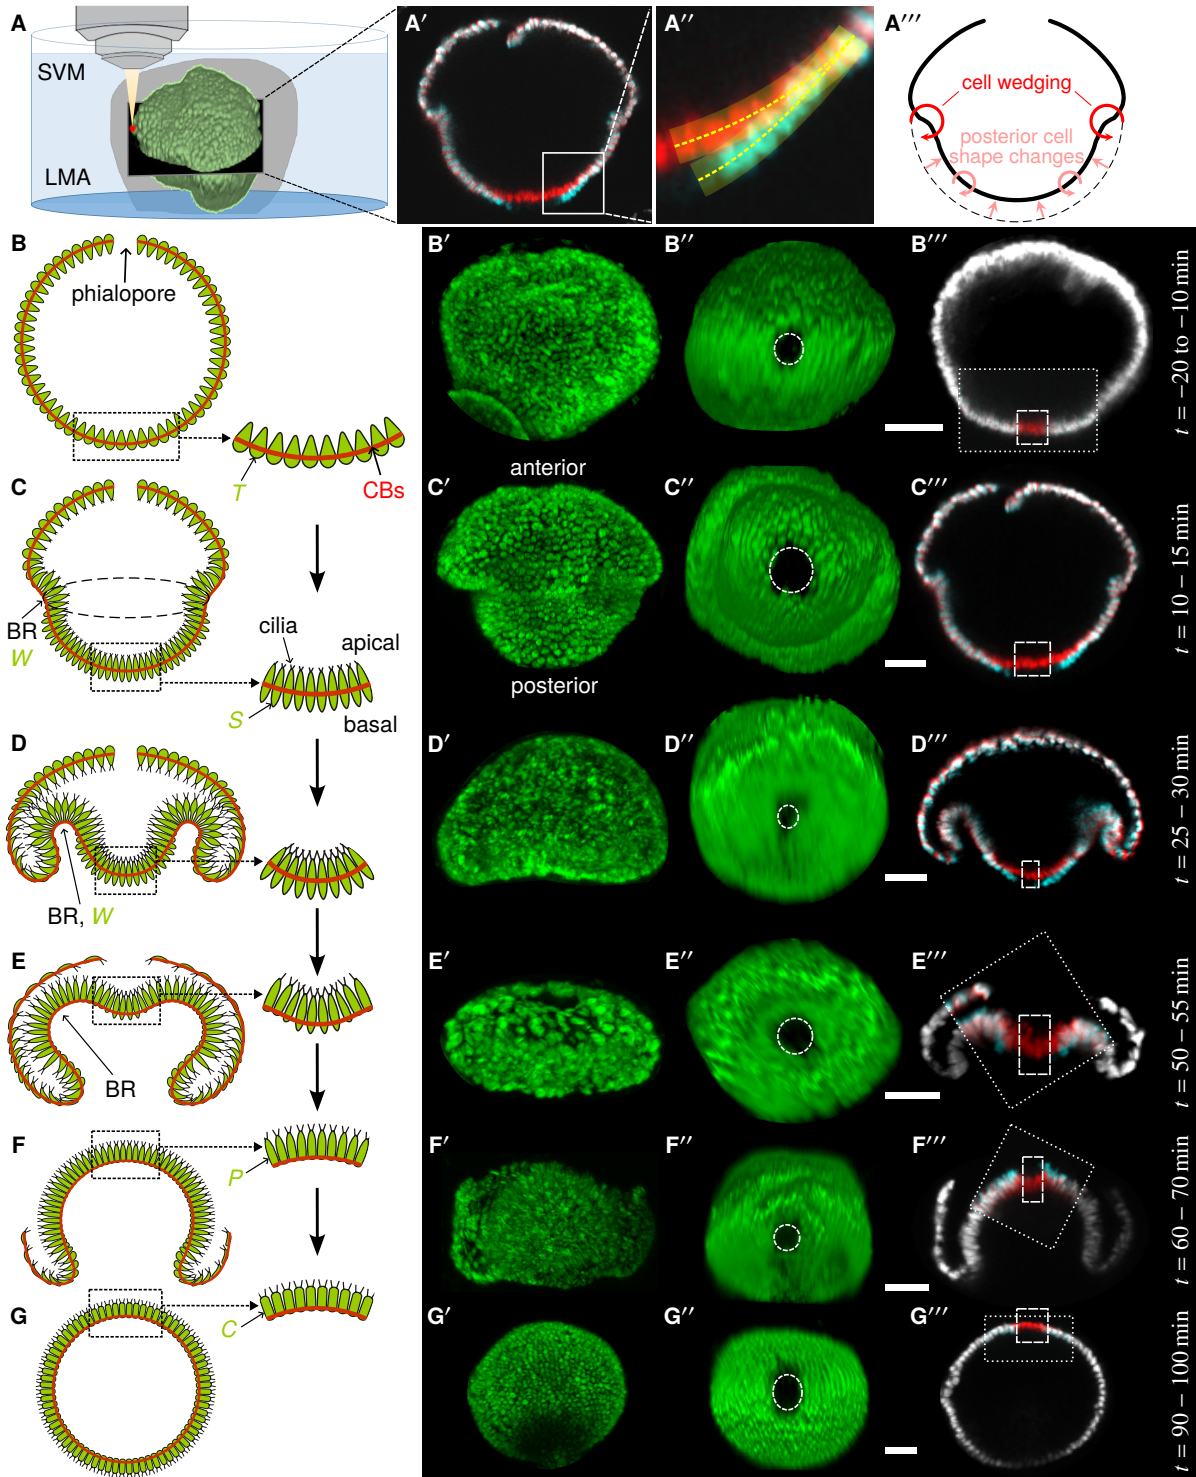 A
SVM
LMA
A′
A′′
A′′′
cell wedging
posterior cell
shape changes
B
phialopore
T
CBs
B′
B′′
B′′′
t = −20 to −10 min
anterior
C
BR
W
cilia
apical
S
basal
C′
C′′
C′′′
t = 10 − 15 min
posterior
D
BR, W
D′
D′′
D′′′
t = 25 − 30 min
E
BR
E′
E′′
E′′′
t = 50 − 55 min
F
P
F′
F′′
F′′′
t = 60 − 70 min
G
C
G′
G′′
G′′′
t = 90 − 100 min